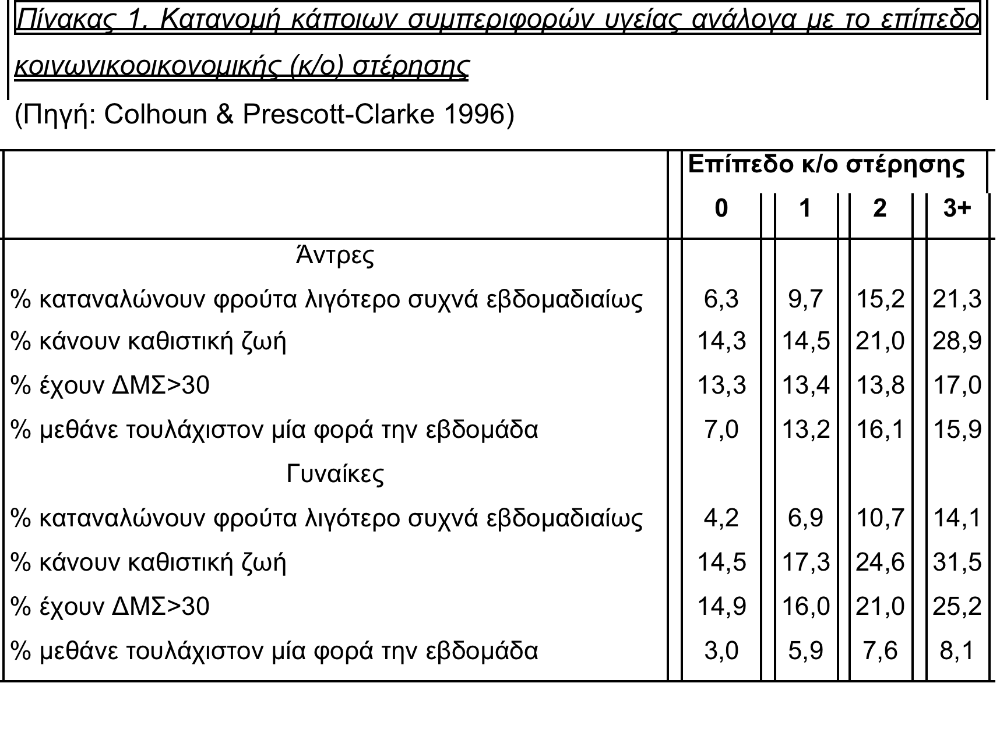 Πίνακας 1. Κατανομή κάποιων συμπεριφορών υγείας ανάλογα με το επίπεδο
κοινωνικοοικονομικής (κ/ο) στέρησης
(Πηγή: Colhoun & Prescott-Clarke 1996)
Επίπεδο κ/ο στέρησης
0 1 2 3+
Άντρες
% καταναλώνουν φρούτα λιγότερο συχνά εβδομαδιαίως 6,3 9,7 15,2 21,3
% κάνουν καθιστική ζωή 14,3 14,5 21,0 28,9
% έχουν ΔΜΣ>30 13,3 13,4 13,8 17,0
% μεθάνε τουλάχιστον μία φορά την εβδομάδα 7,0 13,2 16,1 15,9
Γυναίκες
% καταναλώνουν φρούτα λιγότερο συχνά εβδομαδιαίως 4,2 6,9 10,7 14,1
% κάνουν καθιστική ζωή 14,5 17,3 24,6 31,5
% έχουν ΔΜΣ>30 14,9 16,0 21,0 25,2
% μεθάνε τουλάχιστον μία φορά την εβδομάδα 3,0 5,9 7,6 8,1